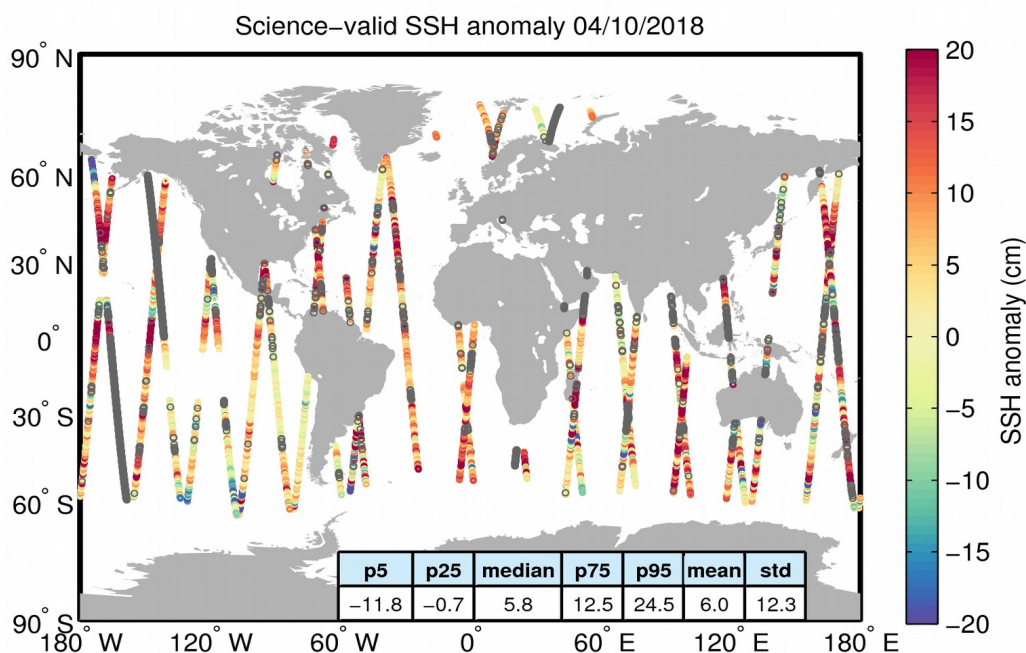 Science−valid SSH anomaly 04/10/2018
90° N
60° N
30° N
0°
30° S
60° S
90° S
180° W
120° W
60° W
0°
60° E
120° E
180° E
p5 p25 median p75 p95 mean std
−11.8 −0.7 5.8 12.5 24.5 6.0 12.3
20
15
10
5
0
−5
−10
−15
−20
SSH anomaly (cm)